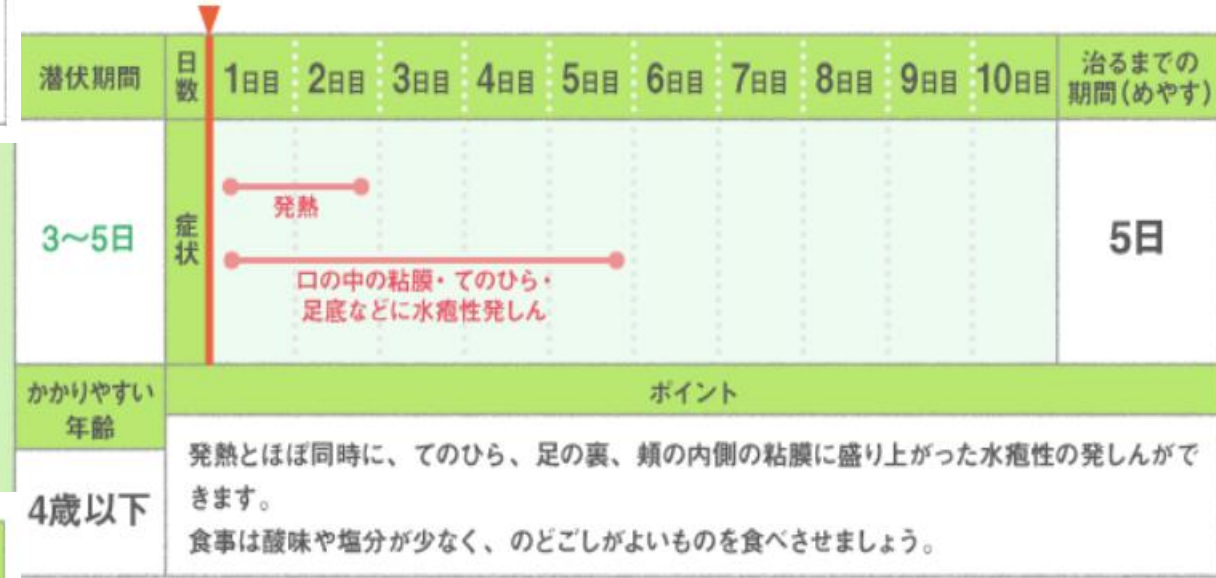 潜伏期間 日数 1日目 2日目 3日目 4日目 5日目 6日目 7日目 8日目 9日目 10日目 治るまでの
期間(めやす)
3〜5日
症状
発熱
口の中の粘膜・てのひら・
足底などに水疱性発しん
5日
かかりやすい
年齢
4歳以下
ポイント
発熱とほぼ同時に、てのひら、足の裏、頬の内側の粘膜に盛り上がった水疱性の発しんがで
きます。
食事は酸味や塩分が少なく、のどごしがよいものを食べさせましょう。